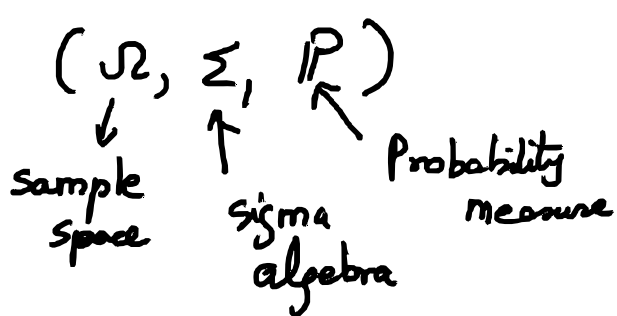 (Ω, Σ, ℙ)
Sample
space
sigma
algebra
Probability
measure